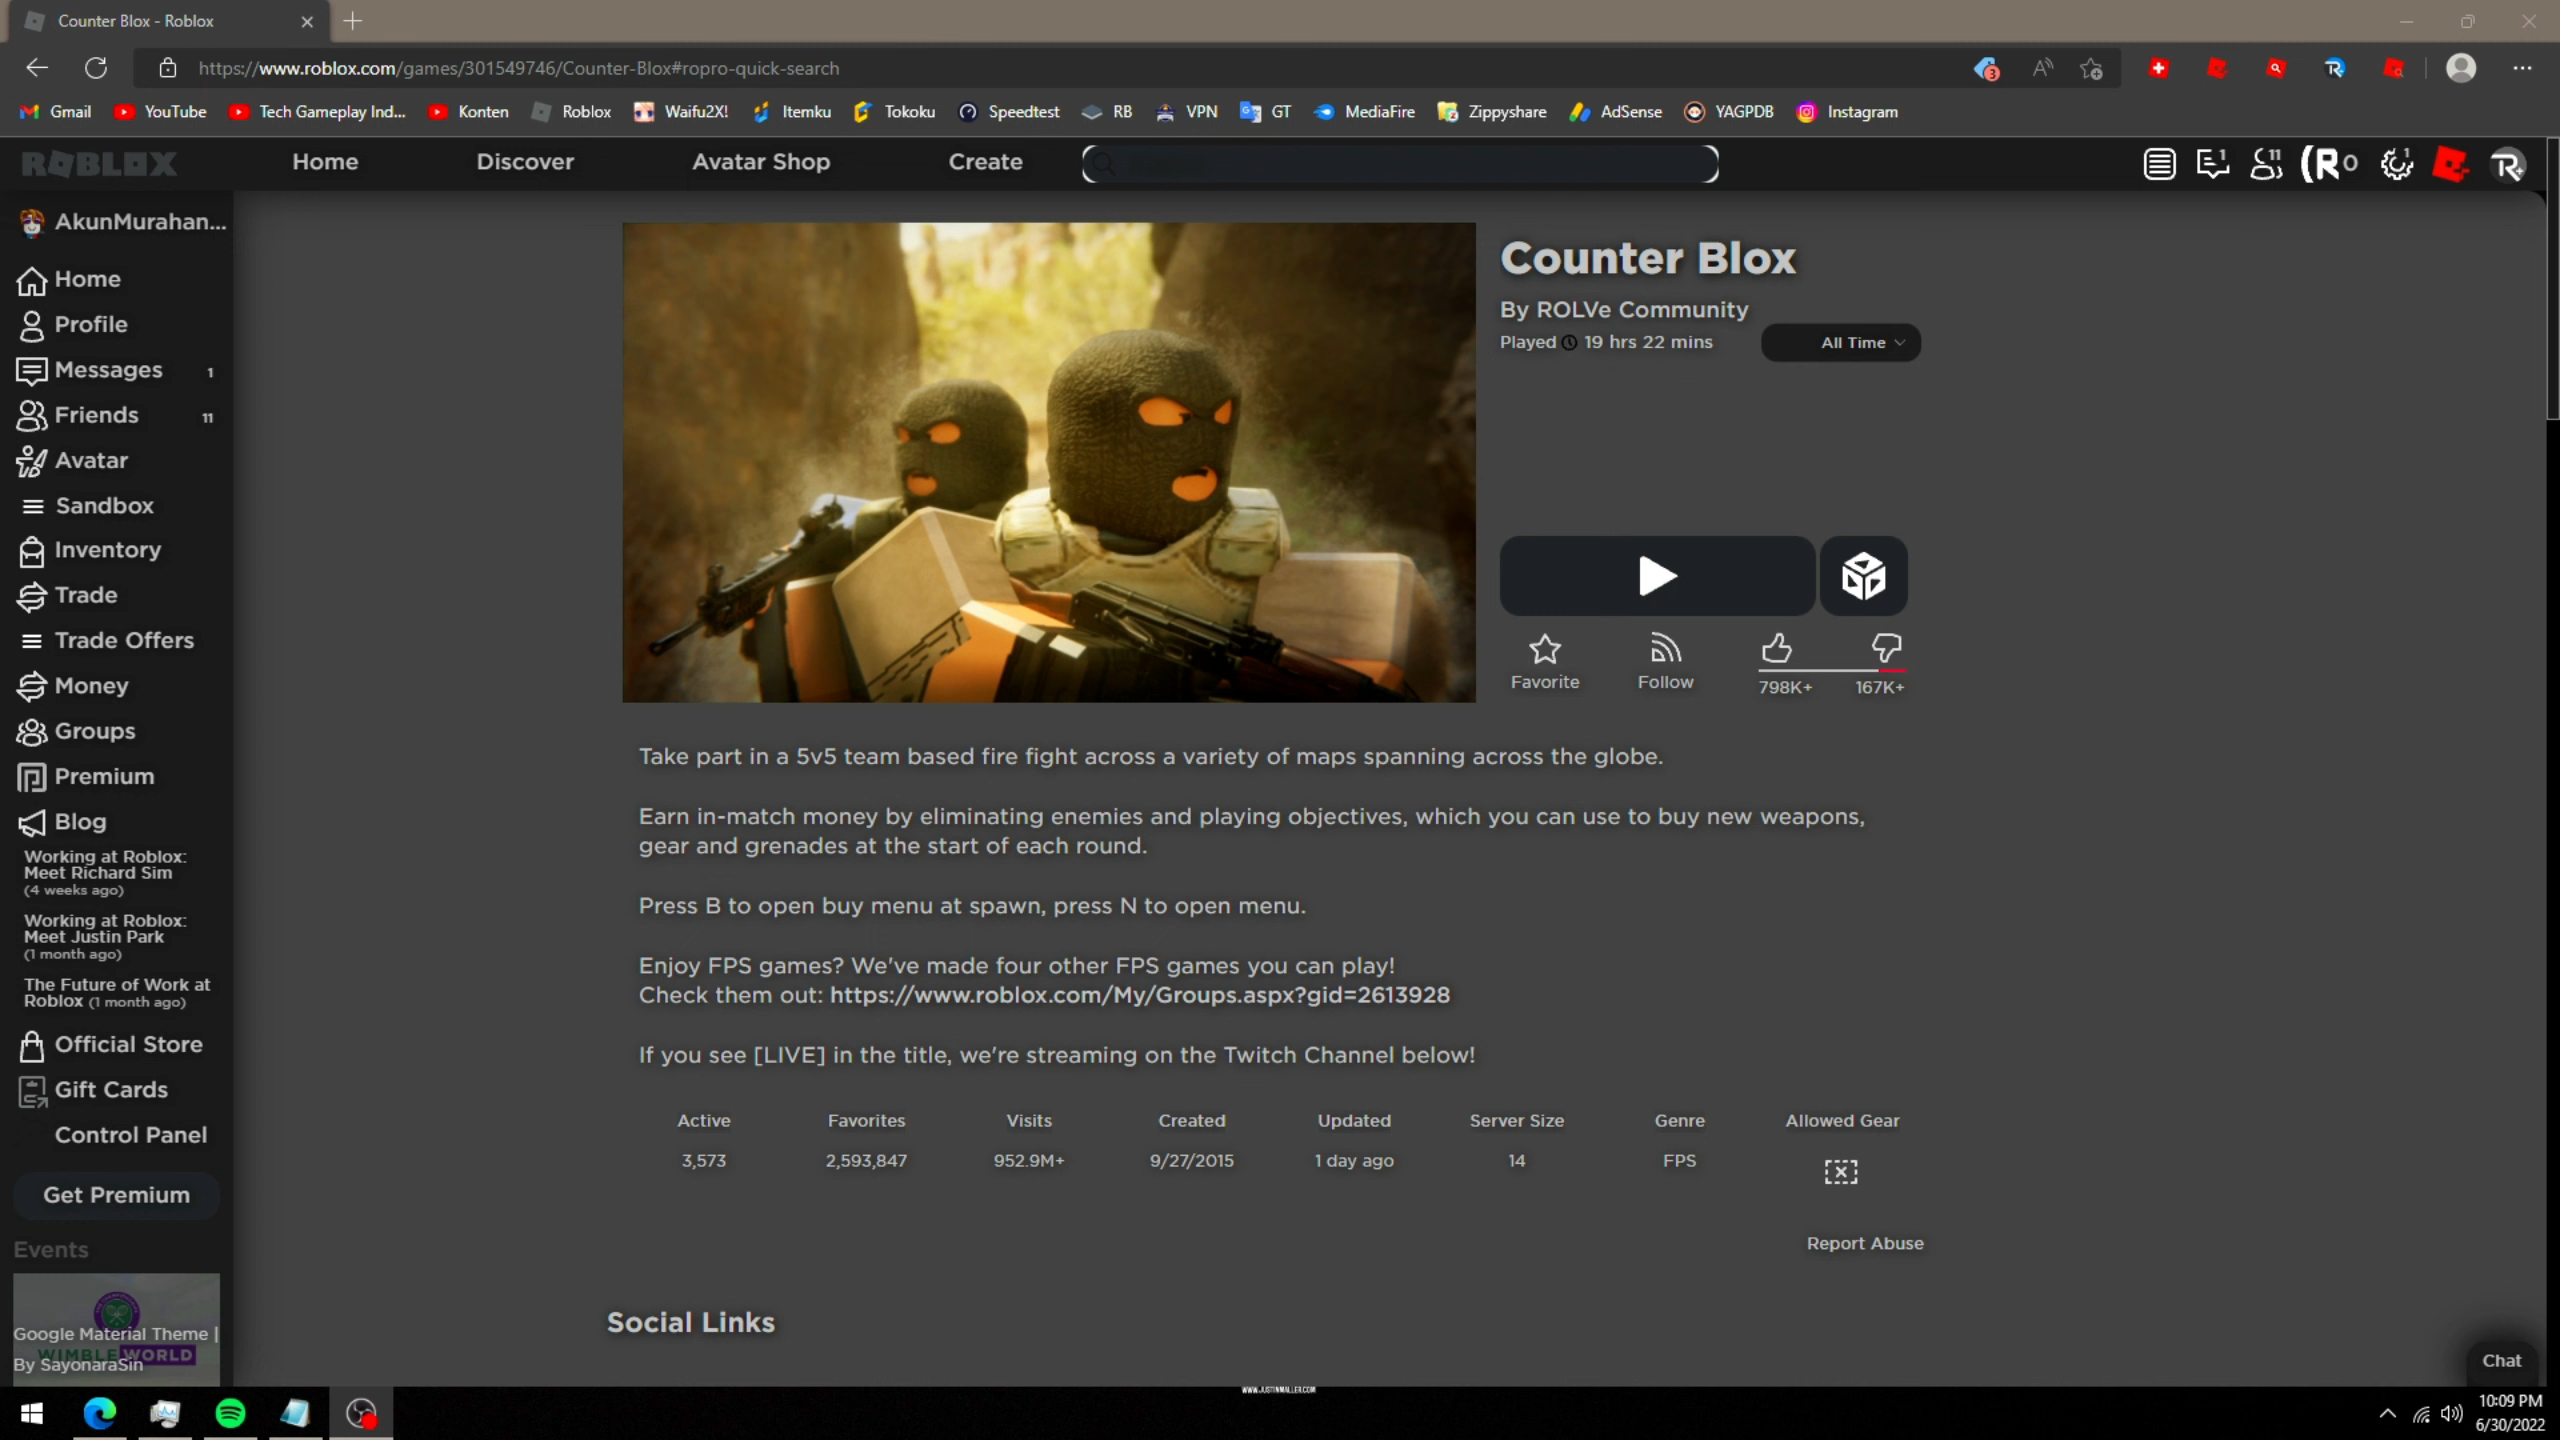 Counter Blox - Roblox
https://www.roblox.com/games/301549746/Counter-Blox#ropro-quick-search
3
Gmail YouTube Tech Gameplay Ind... Konten Roblox Waifu2X! Itemku Tokoku Speedtest RB VPN GT MediaFire Zippyshare AdSense YAGPDB Instagram
ROBLOX Home Discover Avatar Shop Create 1 11 0 1
AkunMurahan...
Home
Profile
Messages 1
Friends 11
Avatar
Sandbox
Inventory
Trade
Trade Offers
Money
Groups
Premium
Blog
Working at Roblox:
Meet Richard Sim
(4 weeks ago)
Working at Roblox:
Meet Justin Park
(1 month ago)
The Future of Work at
Roblox (1 month ago)
Official Store
Gift Cards
Control Panel
Get Premium
Events
Google Material Theme |
WIMBLEWORLD
By SayonaraSin
Counter Blox
By ROLVe Community
Played 19 hrs 22 mins All Time
Favorite Follow 798K+ 167K+
Take part in a 5v5 team based fire fight across a variety of maps spanning across the globe.
Earn in-match money by eliminating enemies and playing objectives, which you can use to buy new weapons,
gear and grenades at the start of each round.
Press B to open buy menu at spawn, press N to open menu.
Enjoy FPS games? We've made four other FPS games you can play!
Check them out: https://www.roblox.com/My/Groups.aspx?gid=2613928
If you see [LIVE] in the title, we're streaming on the Twitch Channel below!
Active Favorites Visits Created Updated Server Size Genre Allowed Gear
3,573 2,593,847 952.9M+ 9/27/2015 1 day ago 14 FPS
Report Abuse
Social Links
Chat
WWW.JUSTINMALLER.COM
10:09 PM
6/30/2022